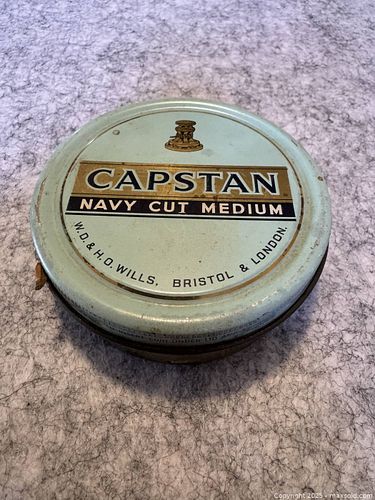 CAPSTAN
NAVY CUT MEDIUM
W.D. & H.O. WILLS, BRISTOL & LONDON.
Copyright 2025 - maxsold.com